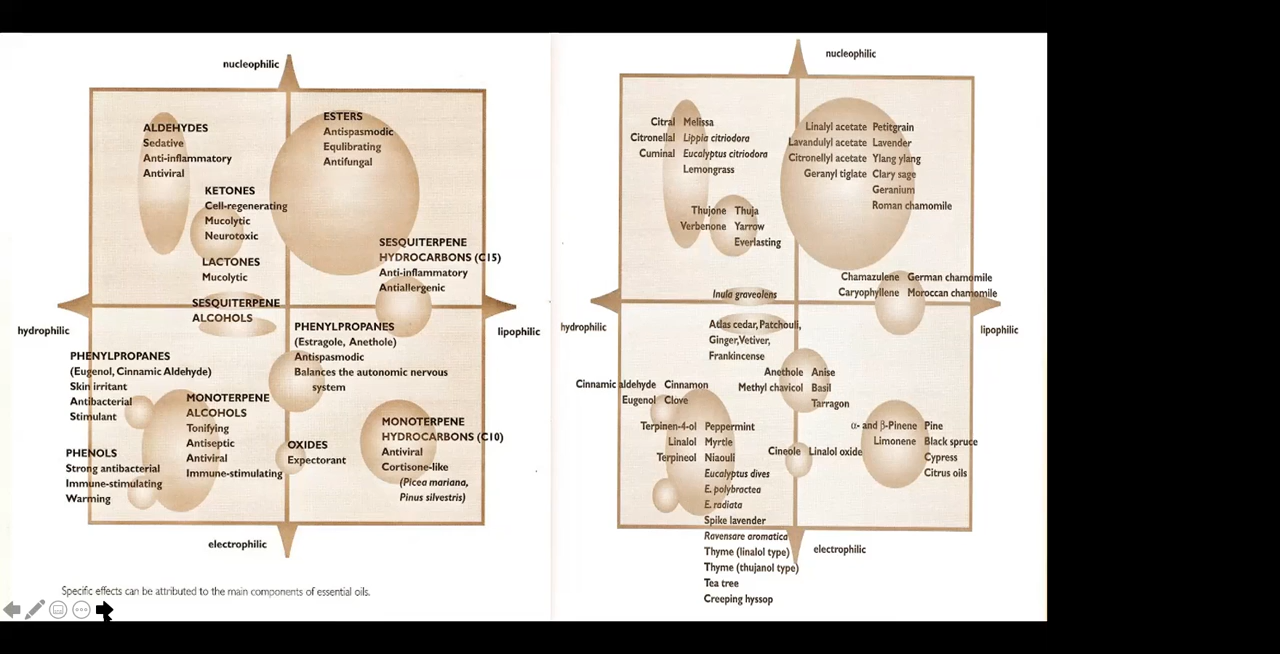 nucleophilic
ALDEHYDES
Sedative
Anti-inflammatory
Antiviral
ESTERS
Antispasmodic
Equlibrating
Antifungal
KETONES
Cell-regenerating
Mucolytic
Neurotoxic
LACTONES
Mucolytic
SESQUITERPENE
HYDROCARBONS (C15)
Anti-inflammatory
Antiallergenic
SESQUITERPENE
ALCOHOLS
hydrophilic
lipophilic
PHENYLPROPANES
(Estragole, Anethole)
Antispasmodic
Balances the autonomic nervous
system
PHENYLPROPANES
(Eugenol, Cinnamic Aldehyde)
Skin irritant
Antibacterial
Stimulant
MONOTERPENE
ALCOHOLS
Tonifying
Antiseptic
Antiviral
Immune-stimulating
PHENOLS
Strong antibacterial
Immune-stimulating
Warming
OXIDES
Expectorant
MONOTERPENE
HYDROCARBONS (C10)
Antiviral
Cortisone-like
(Picea mariana,
Pinus silvestris)
electrophilic
Specific effects can be attributed to the main components of essential oils.
nucleophilic
Citral Melissa
Citronellal Lippia citriodora
Cuminal Eucalyptus citriodora
Lemongrass
Linalyl acetate Petitgrain
Lavandulyl acetate Lavender
Citronellyl acetate Ylang ylang
Geranyl tiglate Clary sage
Geranium
Roman chamomile
Thujone Thuja
Verbenone Yarrow
Everlasting
Chamazulene German chamomile
Caryophyllene Moroccan chamomile
Inula graveolens
hydrophilic
lipophilic
Atlas cedar, Patchouli,
Ginger, Vetiver,
Frankincense
Anethole Anise
Methyl chavicol Basil
Tarragon
Cinnamic aldehyde Cinnamon
Eugenol Clove
Terpinen-4-ol Peppermint
Linalol Myrtle
Terpineol Niaouli
Eucalyptus dives
E. polybractea
E. radiata
Spike lavender
Ravensare aromatica
Thyme (linalol type)
Thyme (thujanol type)
Tea tree
Creeping hyssop
Cineole Linalol oxide
α- and β-Pinene Pine
Limonene Black spruce
Cypress
Citrus oils
electrophilic